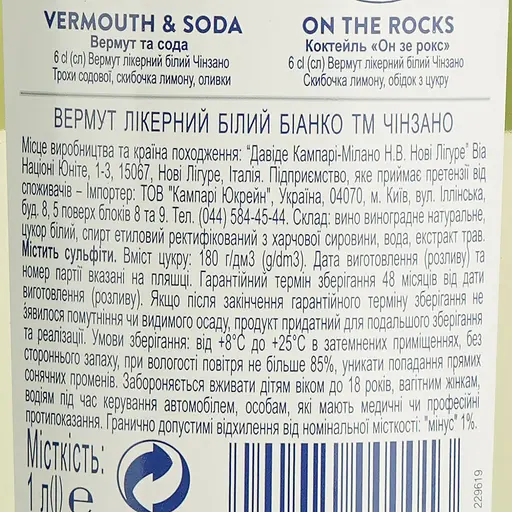 VERMOUTH & SODA
Вермут та сода
6 cl (сл) Вермут лікерний білий Чінзано
Трохи содової, скибочка лимону, оливки
ON THE ROCKS
Коктейль «Он зе рокс»
6 cl (сл) Вермут лікерний білий Чінзано
Скибочка лимону, обідок з цукру
ВЕРМУТ ЛІКЕРНИЙ БІЛИЙ БІАНКО ТМ ЧІНЗАНО
Місце виробництва та країна походження: "Давіде Кампарі-Мілано Н.В. Нові Лігуре" Віа
Націоні Юніте, 1-3, 15067, Нові Лігуре, Італія. Підприємство, яке приймає претензії від
споживачів – Імпортер: ТОВ "Кампарі Юкрейн", Україна, 04070, м. Київ, вул. Іллінська,
буд. 8, 5 поверх блоків 8 та 9. Тел. (044) 584-45-44. Склад: вино виноградне натуральне,
цукор білий, спирт етиловий ректифікований з харчової сировини, вода, екстракт трав.
Містить сульфіти. Вміст цукру: 180 г/дм3 (g/dm3). Дата виготовлення (розливу) та
номер партії вказані на пляшці. Гарантійний термін зберігання 48 місяців від дати
виготовлення (розливу). Якщо після закінчення гарантійного терміну зберігання не
з'явилося помутніння чи видимого осаду, продукт придатний для подальшого зберігання
та реалізації. Умови зберігання: від +8°C до +25°C в затемнених приміщеннях, без
стороннього запаху, при вологості повітря не більше 85%, уникати попадання прямих
сонячних променів. Забороняється вживати дітям віком до 18 років, вагітним жінкам,
водіям під час керування автомобілем, особам, які мають медичні чи професійні
протипоказання. Гранично допустимі відхилення від номінальної місткості: "мінус" 1%.
Місткість:
1 л(l) e
229619